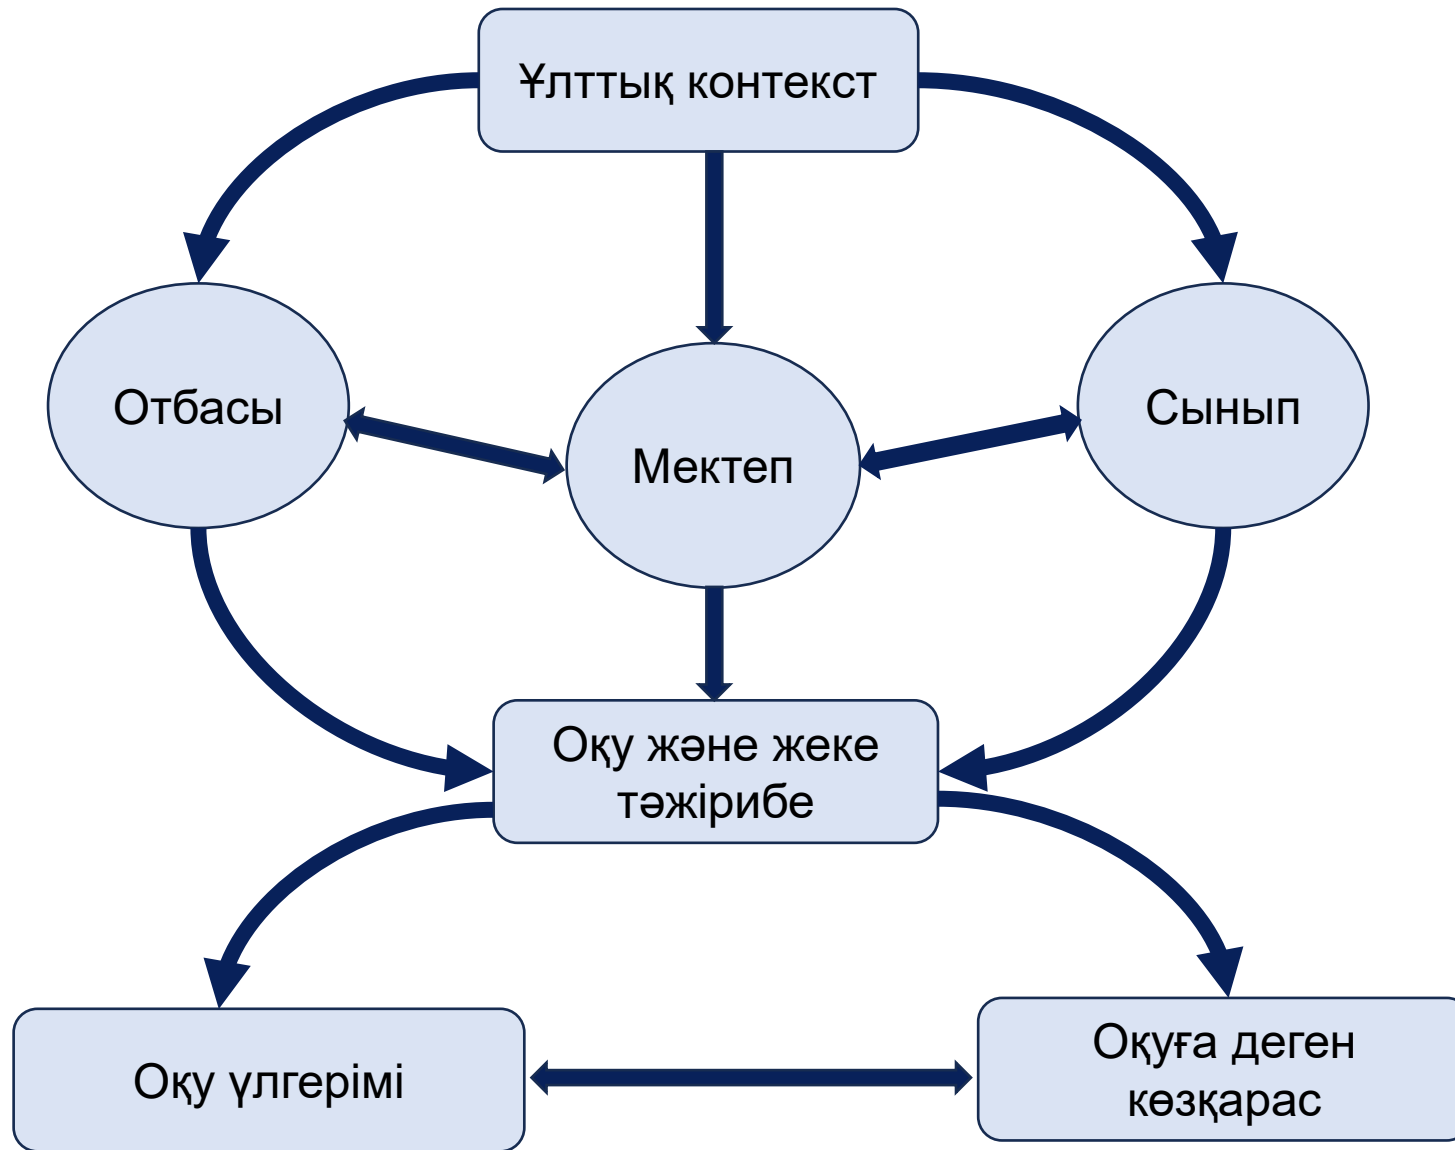 Ұлттық контекст
Отбасы
Мектеп
Сынып
Оқу және жеке
тәжірибе
Оқу үлгерімі
Оқуға деген
көзқарас